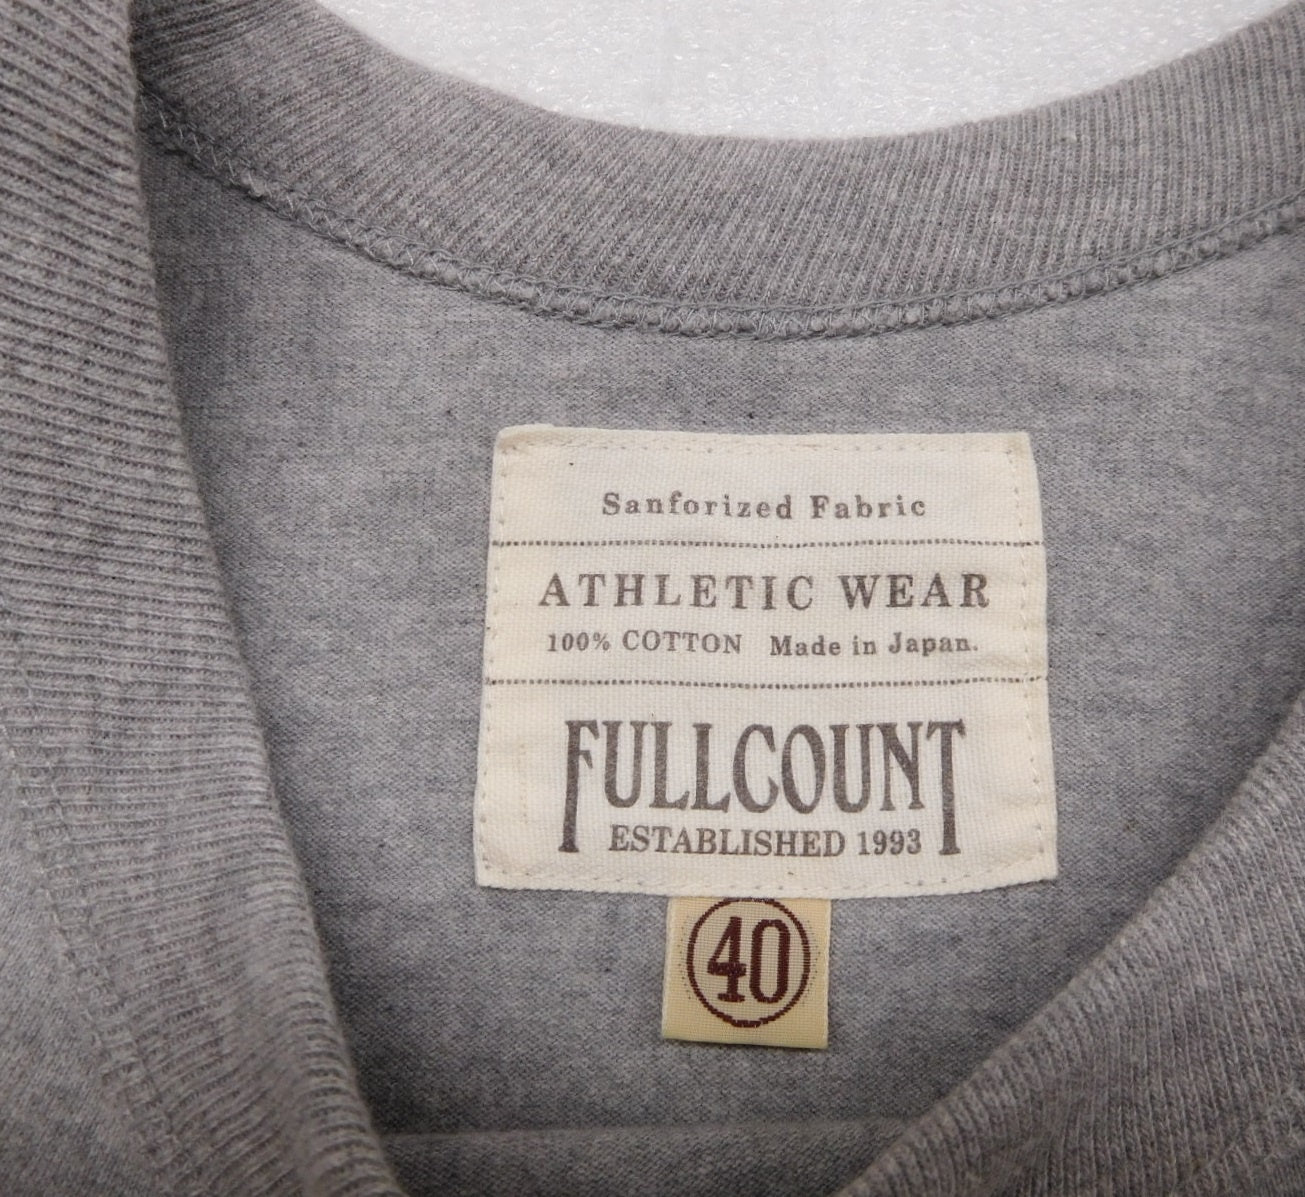 Sanforized Fabric
ATHLETIC WEAR
100% COTTON Made in Japan.
FULLCOUNT
ESTABLISHED 1993
40